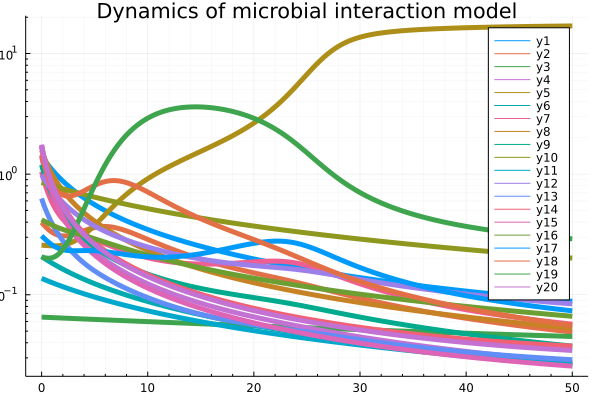 Dynamics of microbial interaction model
10¹
10⁰
10⁻¹
0 10 20 30 40 50
y1
y2
y3
y4
y5
y6
y7
y8
y9
y10
y11
y12
y13
y14
y15
y16
y17
y18
y19
y20